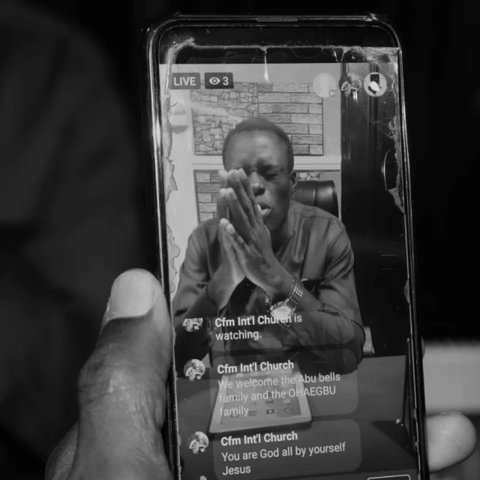 LIVE 3
Cfm Int'l Church is
watching.
Cfm Int'l Church
We welcome the Abu bells
family and the OHAEGBU
family
Cfm Int'l Church
You are God all by yourself
Jesus